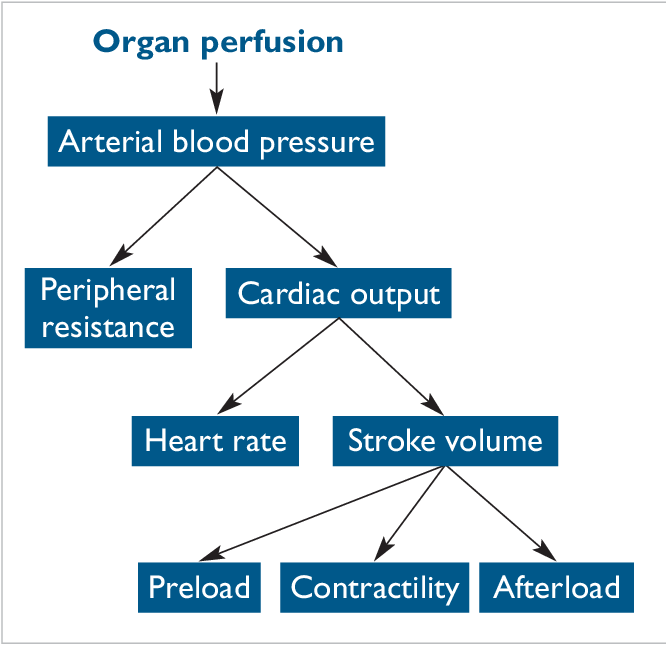 Organ perfusion
Arterial blood pressure
Peripheral
resistance
Cardiac output
Heart rate
Stroke volume
Preload
Contractility
Afterload